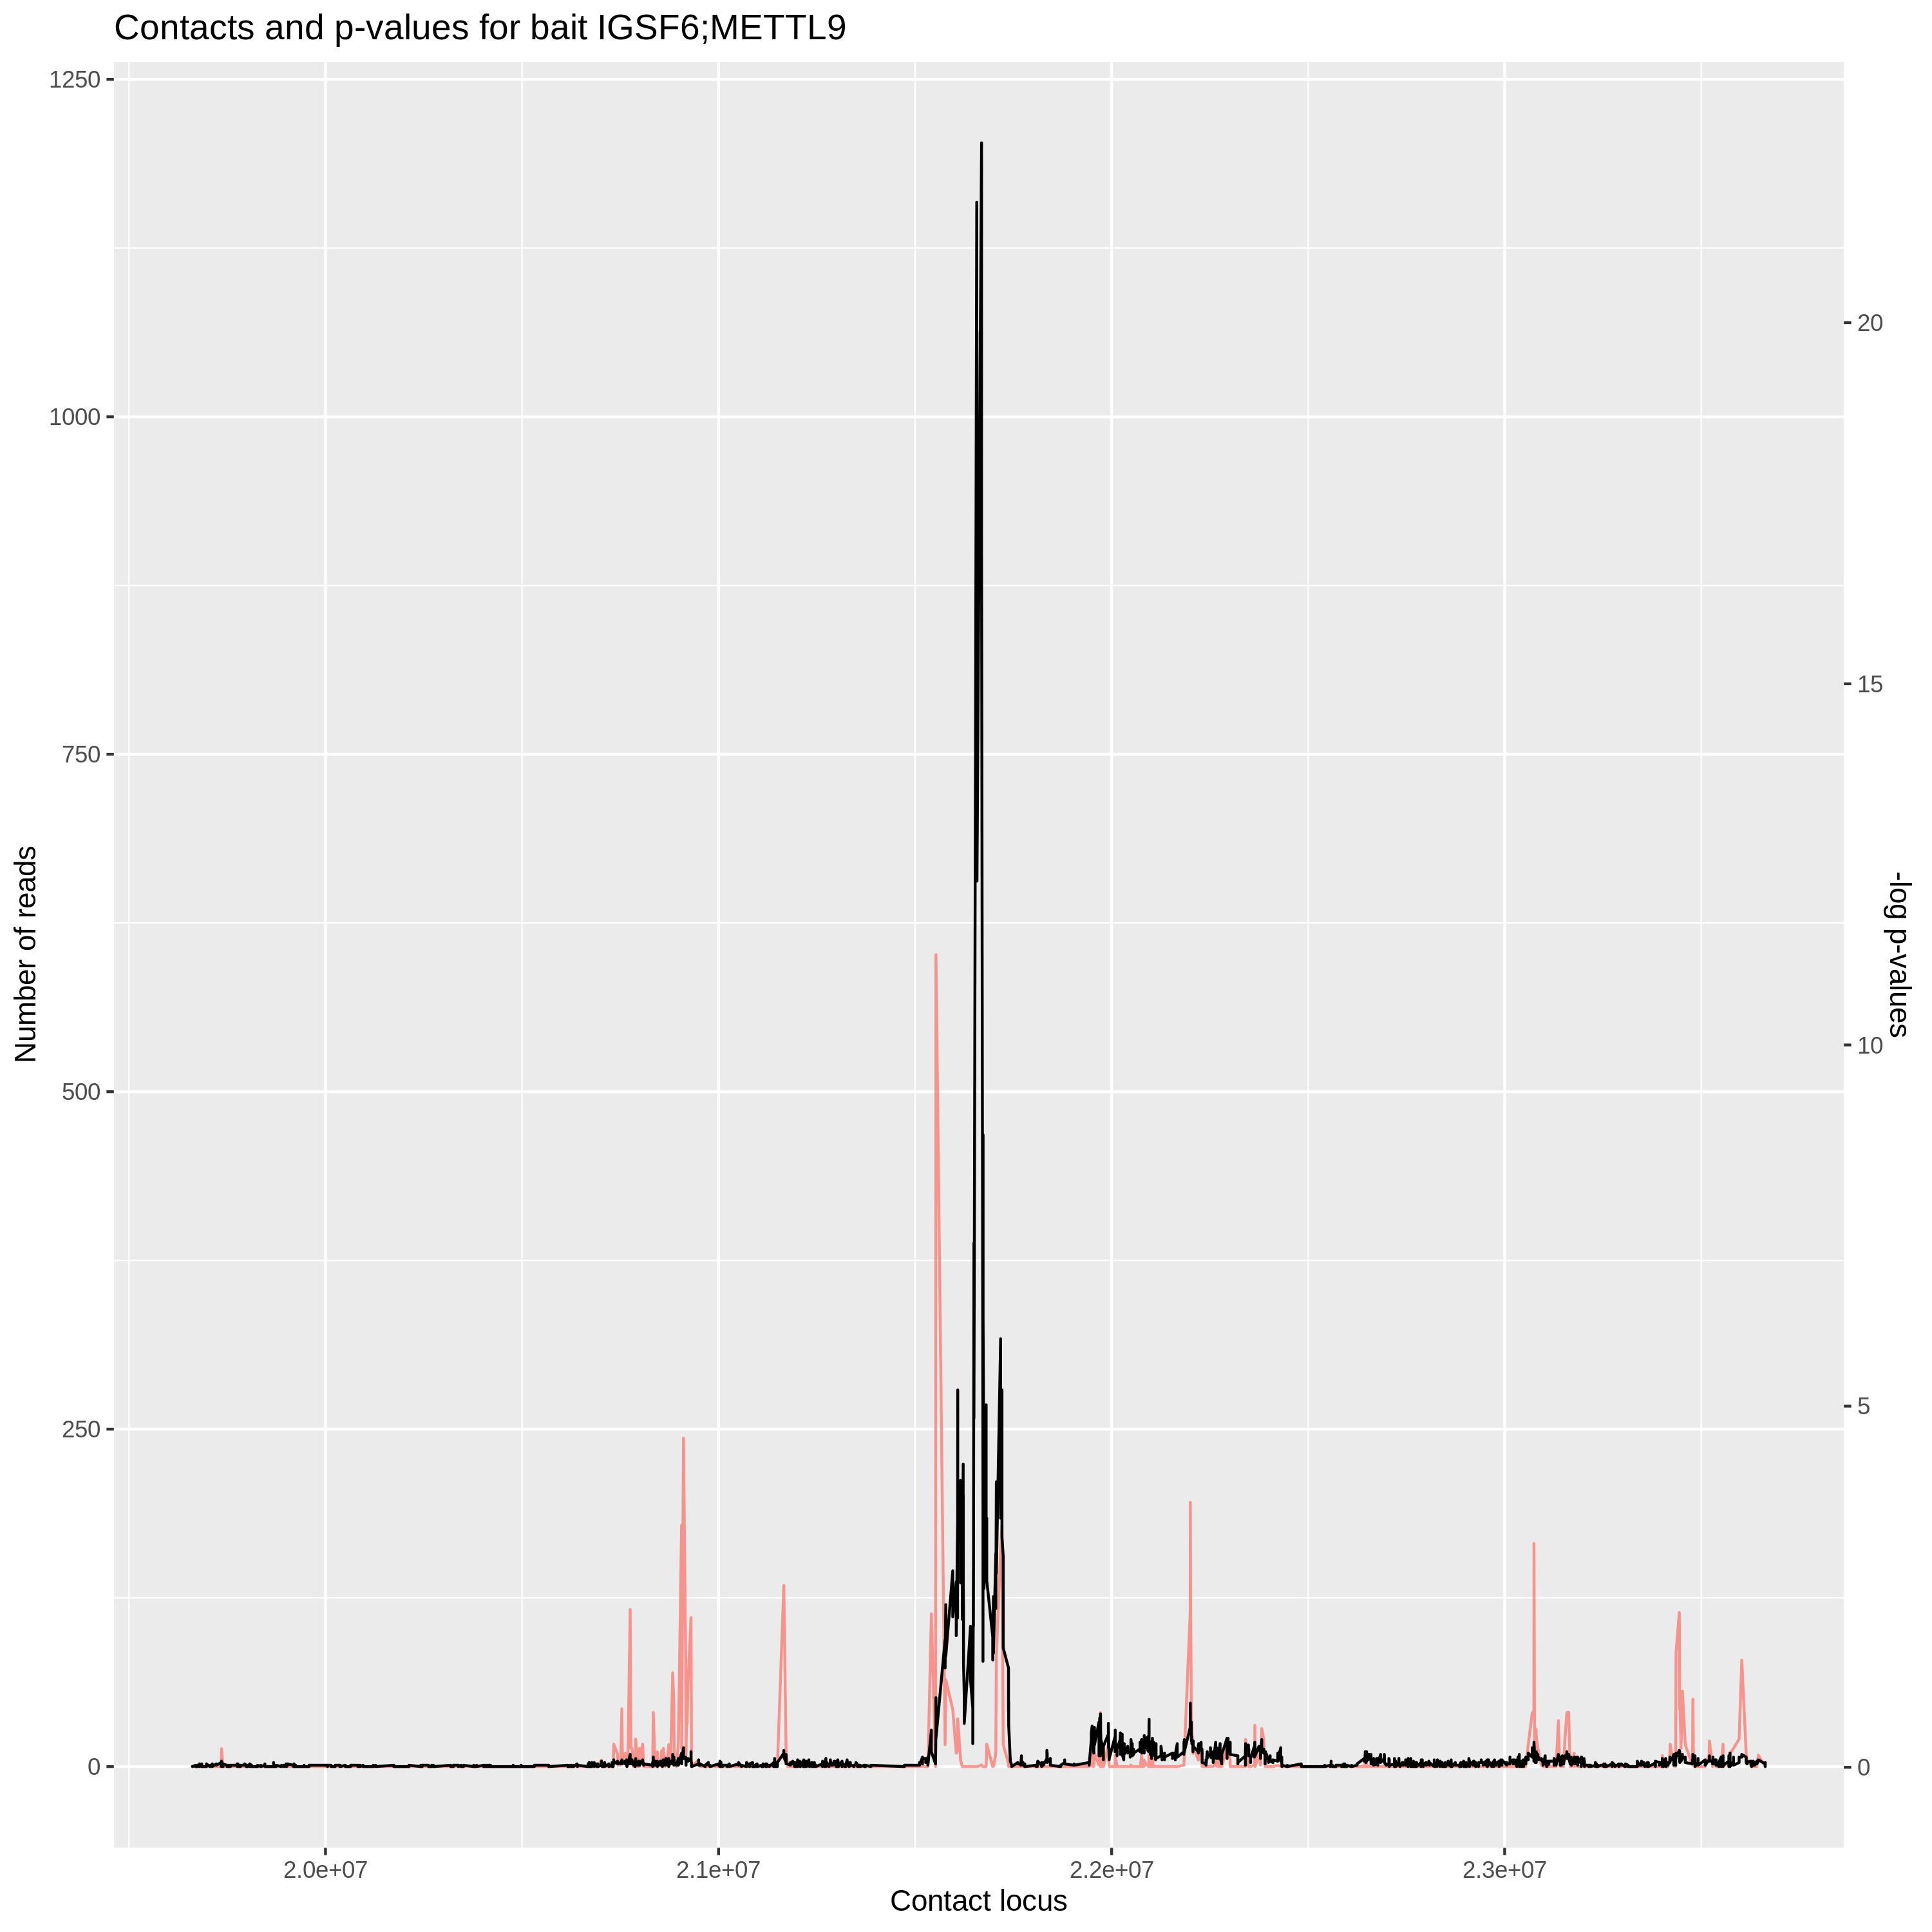 Contacts and p-values for bait IGSF6;METTL9
1250
1000
750
500
250
0
Number of reads
20
15
10
5
0
-log p-values
2.0e+07
2.1e+07
2.2e+07
2.3e+07
Contact locus